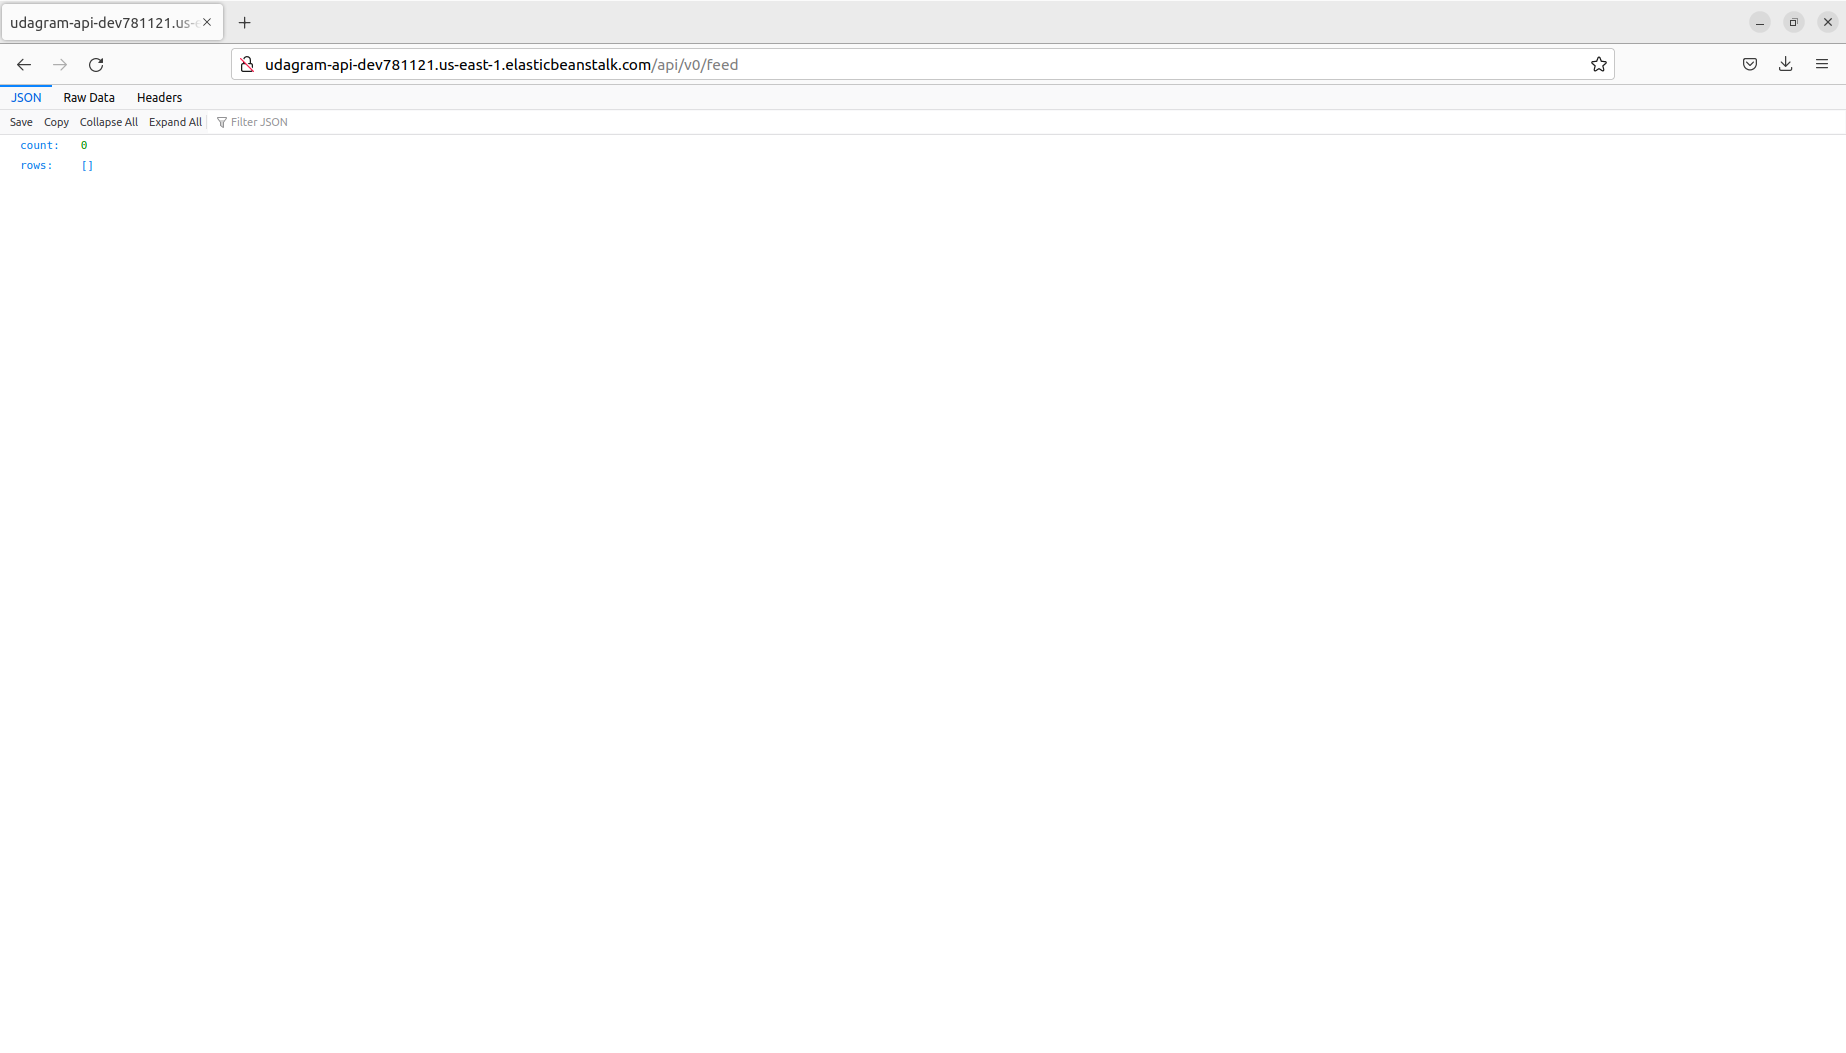 udagram-api-dev781121.us-e
udagram-api-dev781121.us-east-1.elasticbeanstalk.com/api/v0/feed
JSON Raw Data Headers
Save Copy Collapse All Expand All Filter JSON
count: 0
rows: []